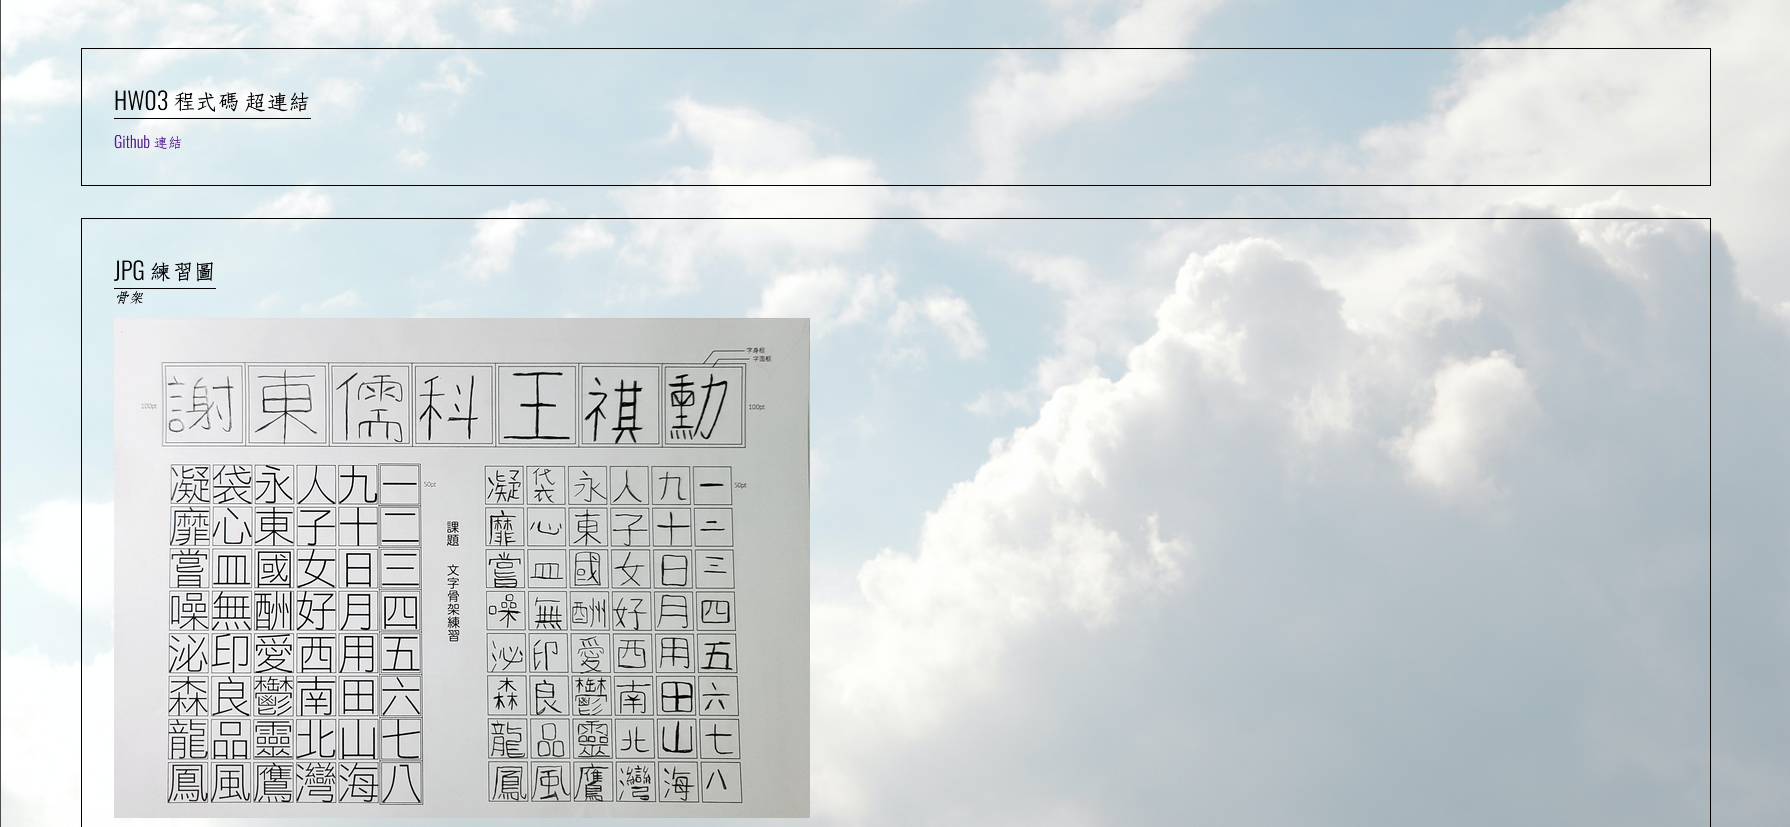 HW03 程式碼 超連結
Github 連結
JPG 練習圖
骨架
字身框
字面框
100pt 謝東儒科王祺勳 100pt
凝袋永人九一 50pt
靡心東子十二
嘗皿國女日三
噪無酬好月四
泌印愛西用五
森良鬱南田六
龍品靈北山七
鳳風鷹灣海八
課題 文字骨架練習
凝袋永人九一 50pt
靡心東子十二
嘗皿國女日三
噪無酬好月四
泌印愛西用五
森良鬱南田六
龍品靈北山七
鳳風鷹灣海八